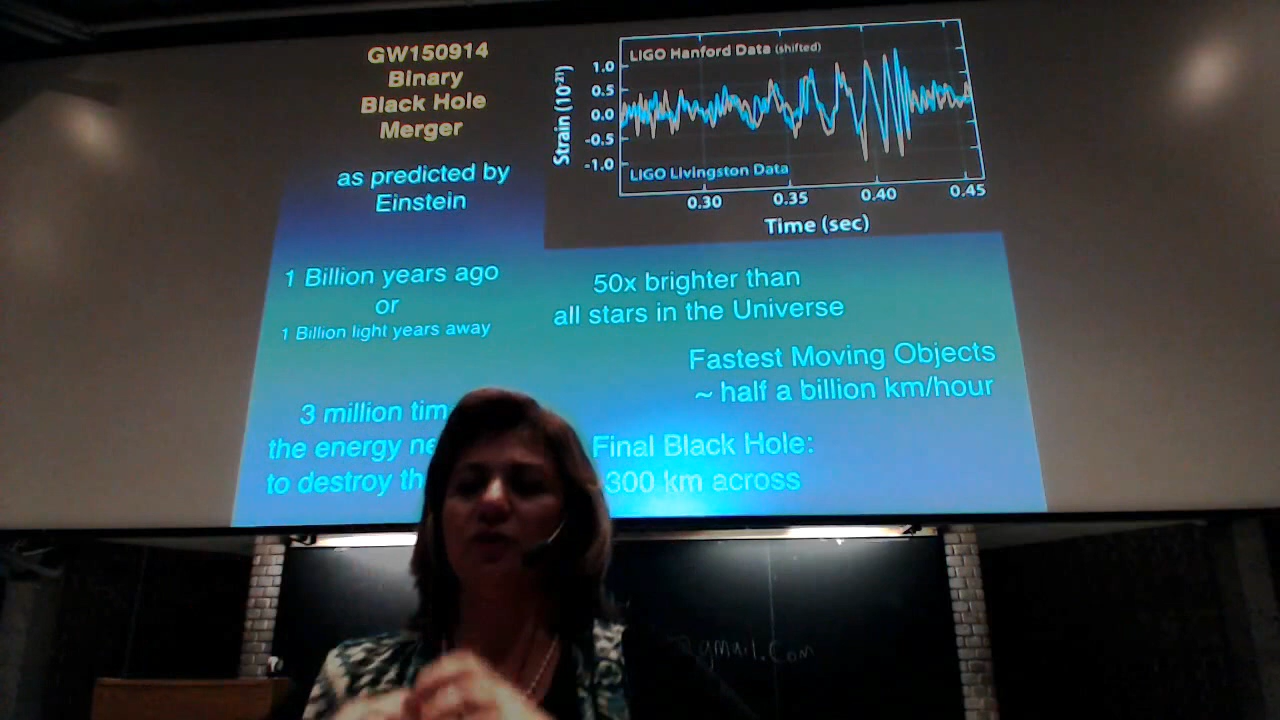 GW150914
Binary
Black Hole
Merger
as predicted by
Einstein
LIGO Hanford Data (shifted)
Strain (10⁻²¹)
1.0
0.5
0.0
-0.5
-1.0
LIGO Livingston Data
0.30 0.35 0.40 0.45
Time (sec)
1 Billion years ago
or
1 Billion light years away
50x brighter than
all stars in the Universe
Fastest Moving Objects
~ half a billion km/hour
3 million
the energy
to destroy
Final Black Hole:
300 km across
@gmail.com